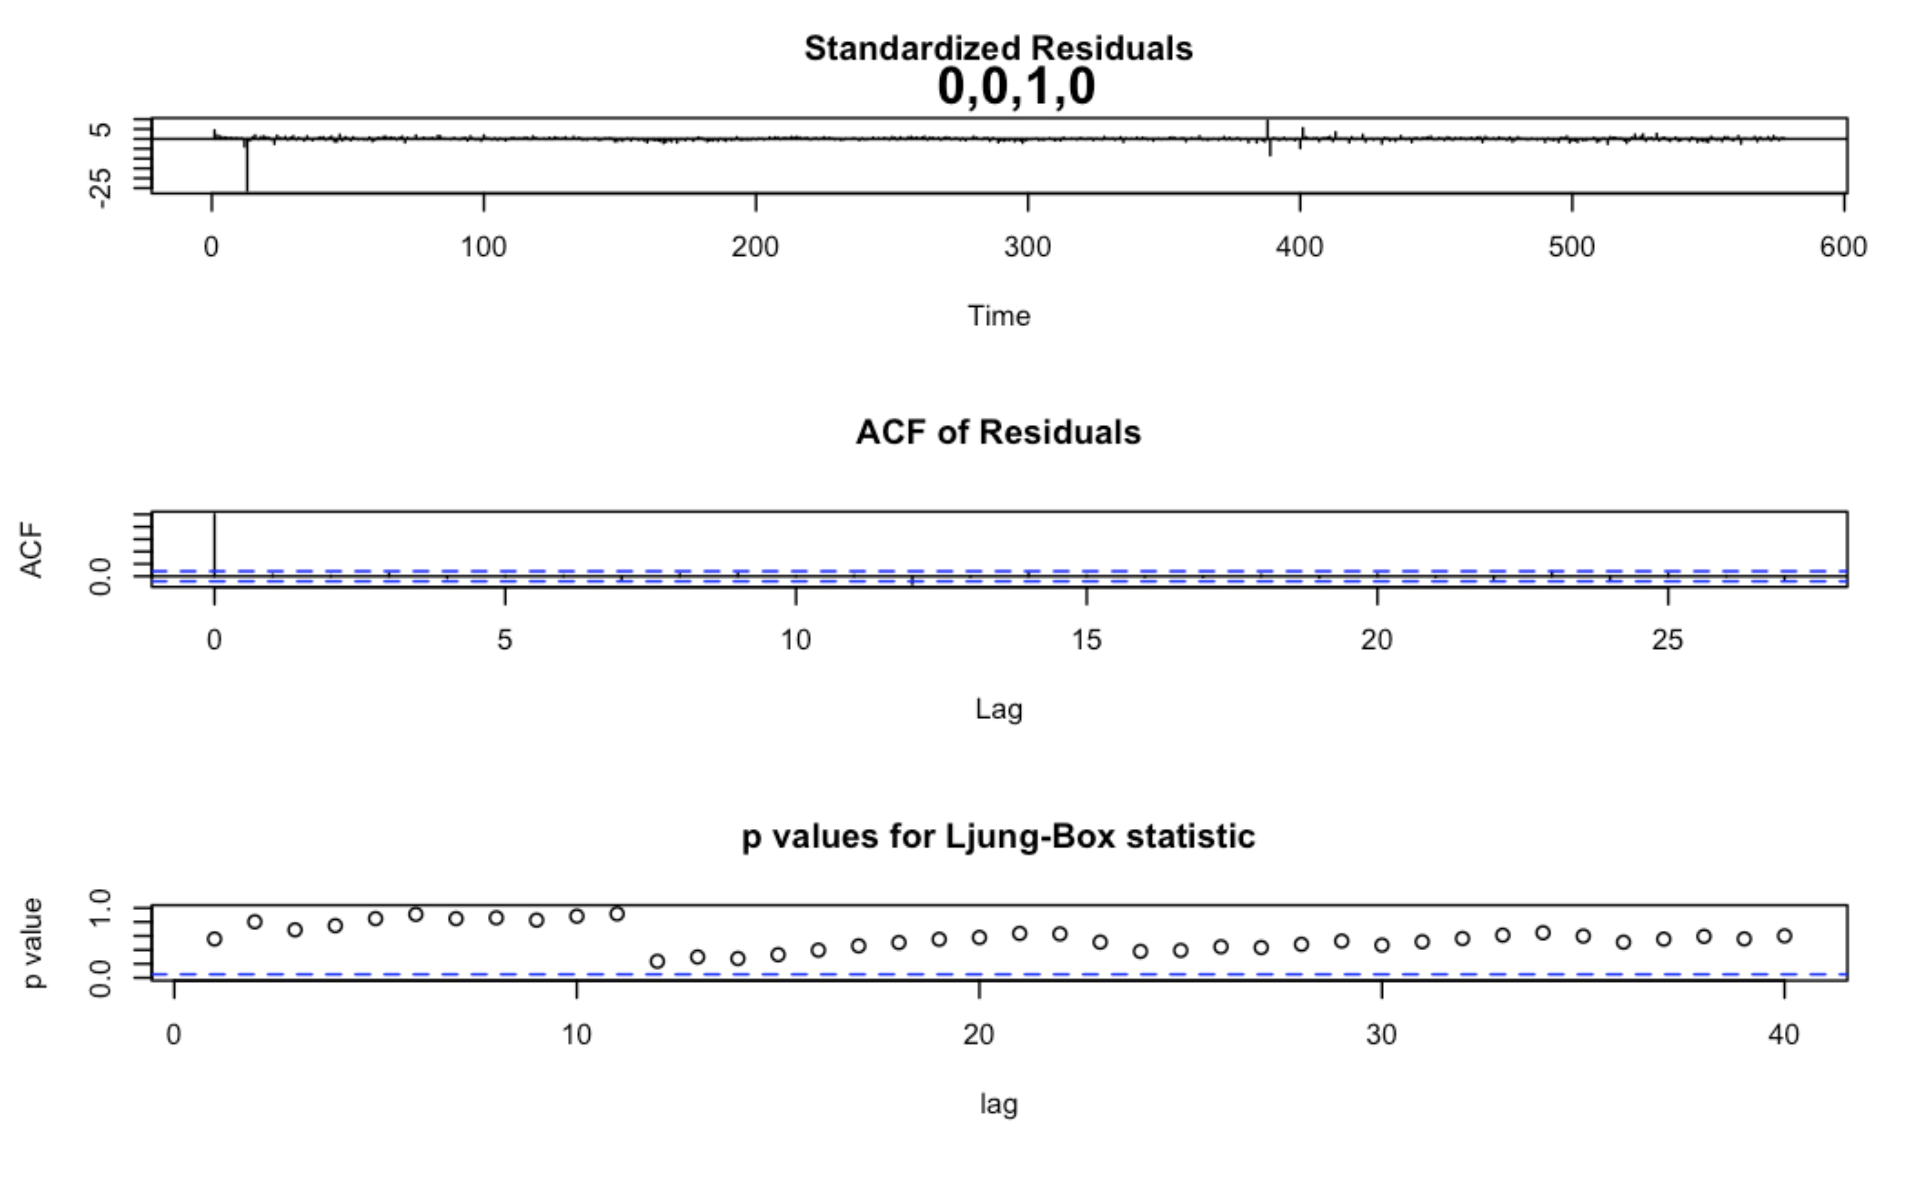 Standardized Residuals
0,0,1,0
5
-25
0 100 200 300 400 500 600
Time
ACF of Residuals
ACF
0.0
0 5 10 15 20 25
Lag
p values for Ljung-Box statistic
p value
1.0
0.0
0 10 20 30 40
lag